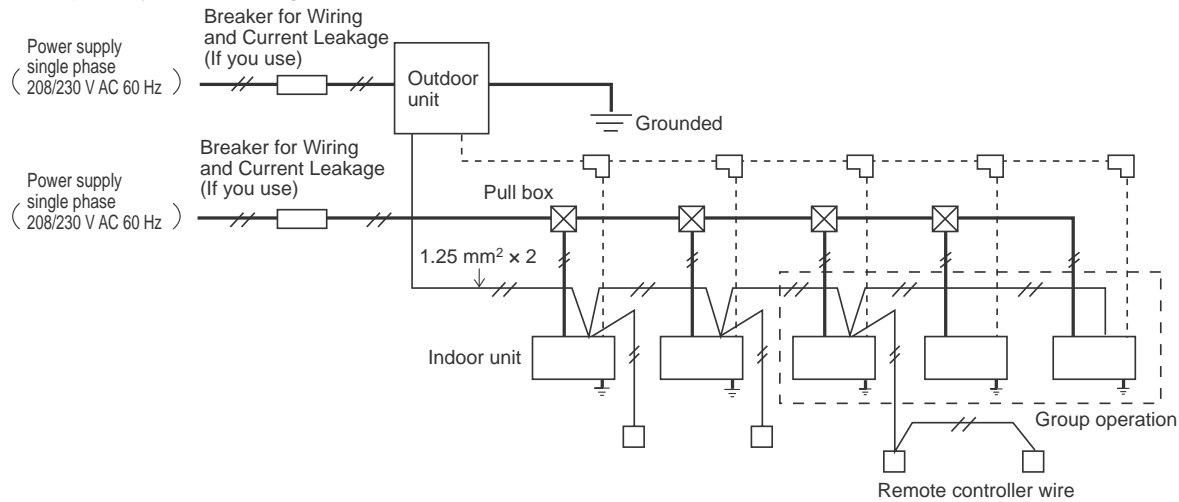 Breaker for Wiring
and Current Leakage
(If you use)
Power supply
single phase
208/230 V AC 60 Hz
Outdoor
unit
Grounded
Breaker for Wiring
and Current Leakage
(If you use)
Power supply
single phase
208/230 V AC 60 Hz
Pull box
1.25 mm² × 2
Indoor unit
Group operation
Remote controller wire